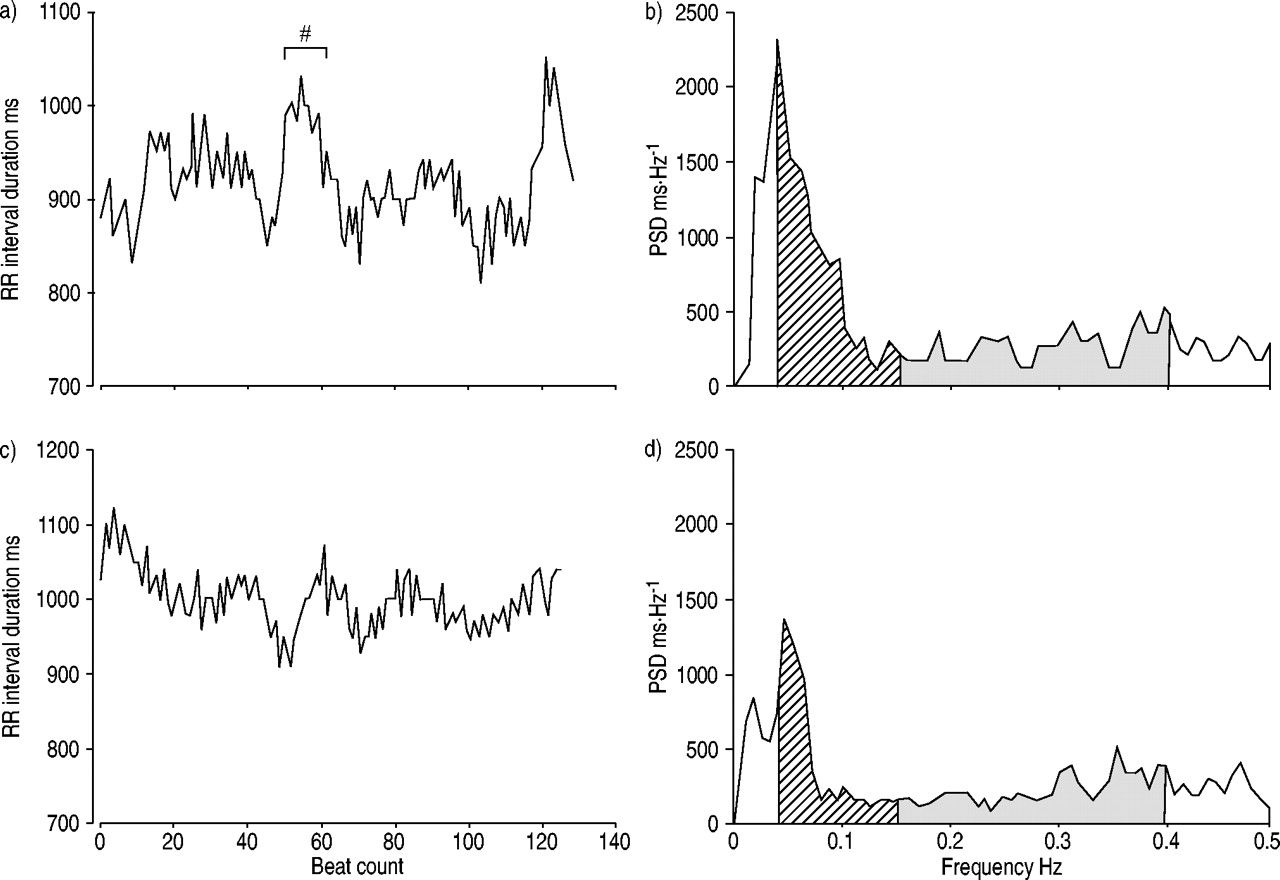 a)
#
RR interval duration ms
1100
1000
900
800
700
b)
PSD ms·Hz⁻¹
2500
2000
1500
1000
500
0
c)
RR interval duration ms
1200
1100
1000
900
800
700
0 20 40 60 80 100 120 140
Beat count
d)
PSD ms·Hz⁻¹
2500
2000
1500
1000
500
0
0 0.1 0.2 0.3 0.4 0.5
Frequency Hz